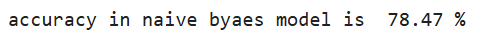 accuracy in naive byaes model is  78.47 %